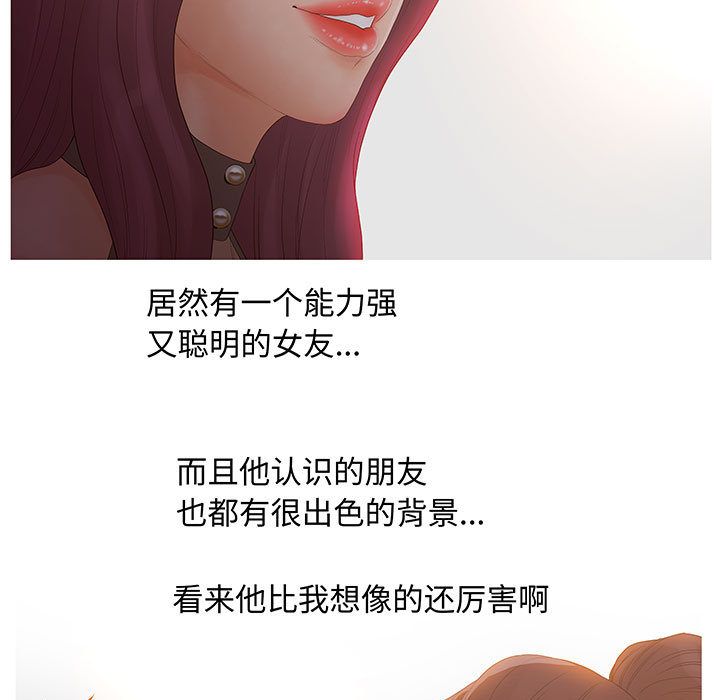 居然有一个能力强
又聪明的女友...
而且他认识的朋友
也都有很出色的背景...
看来他比我想像的还厉害啊